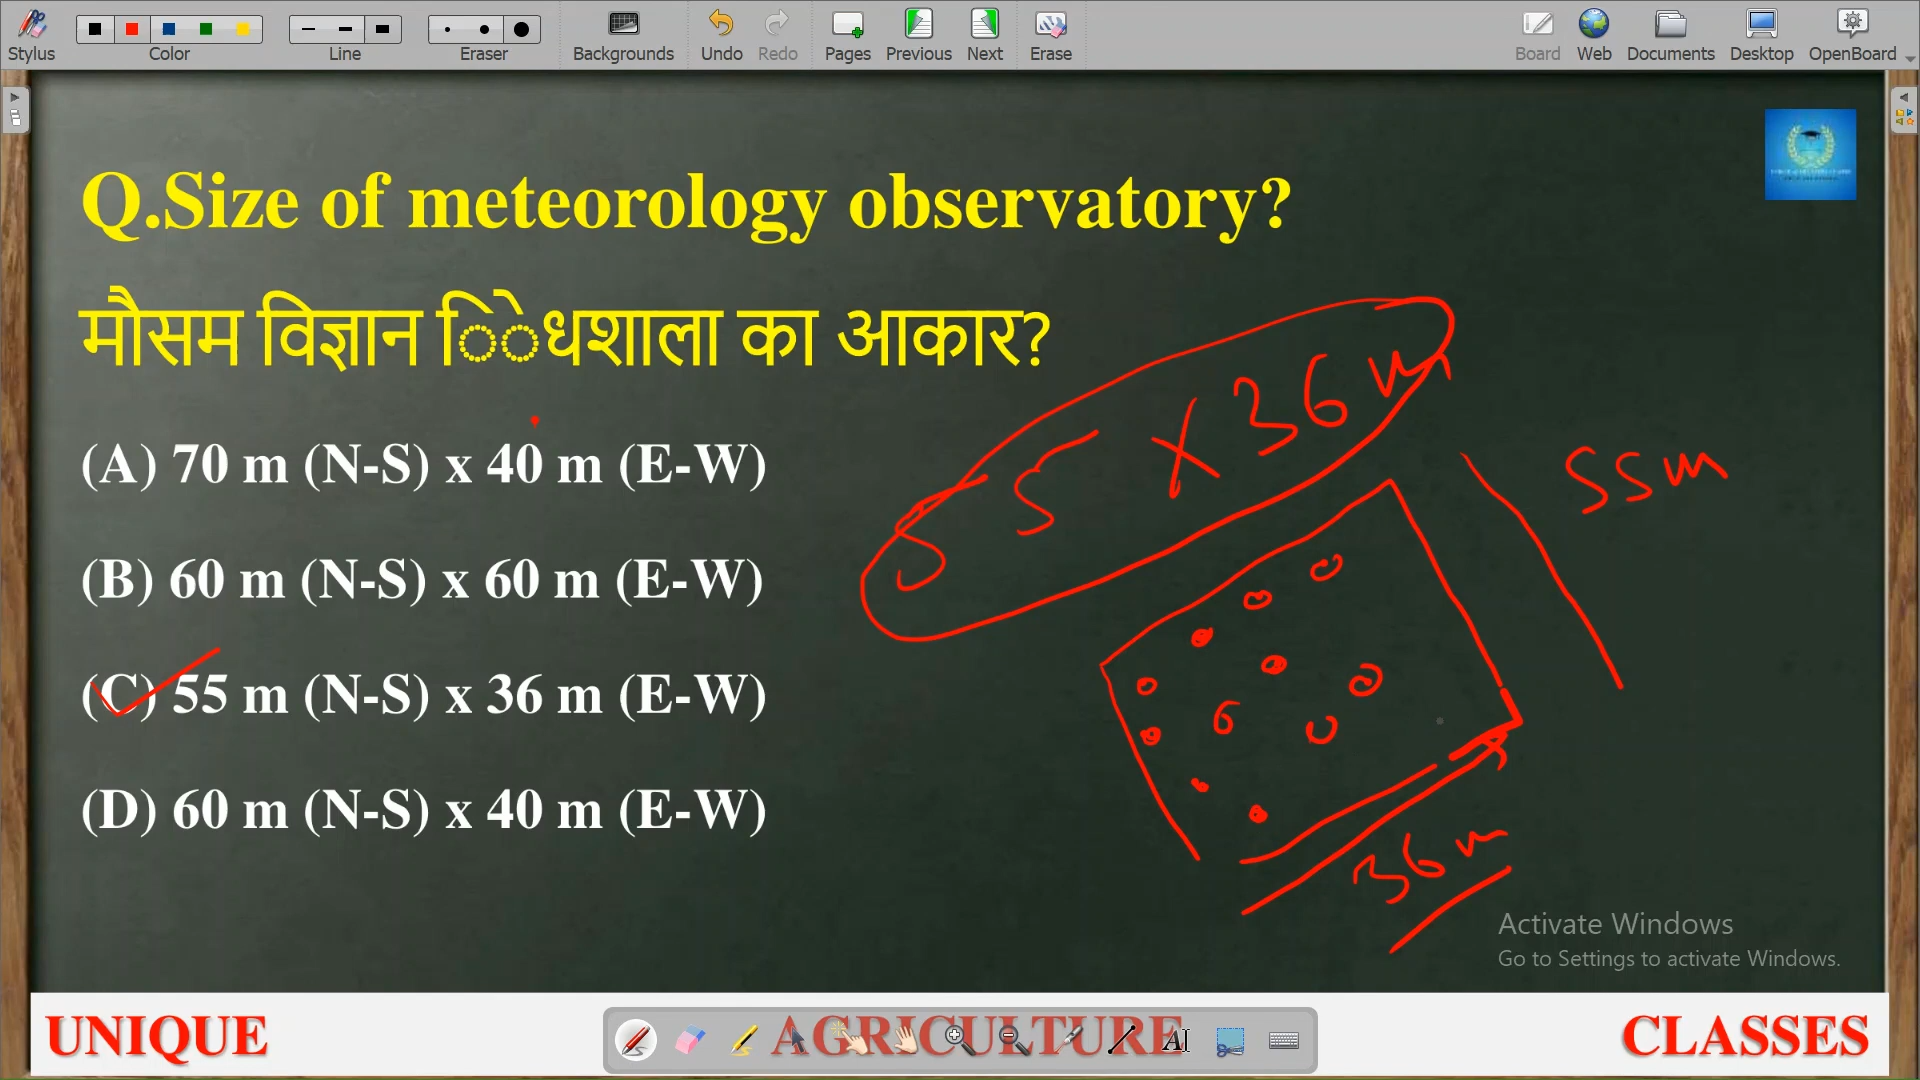 Stylus Color Line Eraser Backgrounds Undo Redo Pages Previous Next Erase Board Web Documents Desktop OpenBoard
Q.Size of meteorology observatory?
मौसम विज्ञान िेधशाला का आकार?
(A) 70 m (N-S) x 40 m (E-W)
(B) 60 m (N-S) x 60 m (E-W)
(C) 55 m (N-S) x 36 m (E-W)
(D) 60 m (N-S) x 40 m (E-W)
55 X 36 m
55m
36m
Activate Windows
Go to Settings to activate Windows.
UNIQUE AGRICULTURE CLASSES